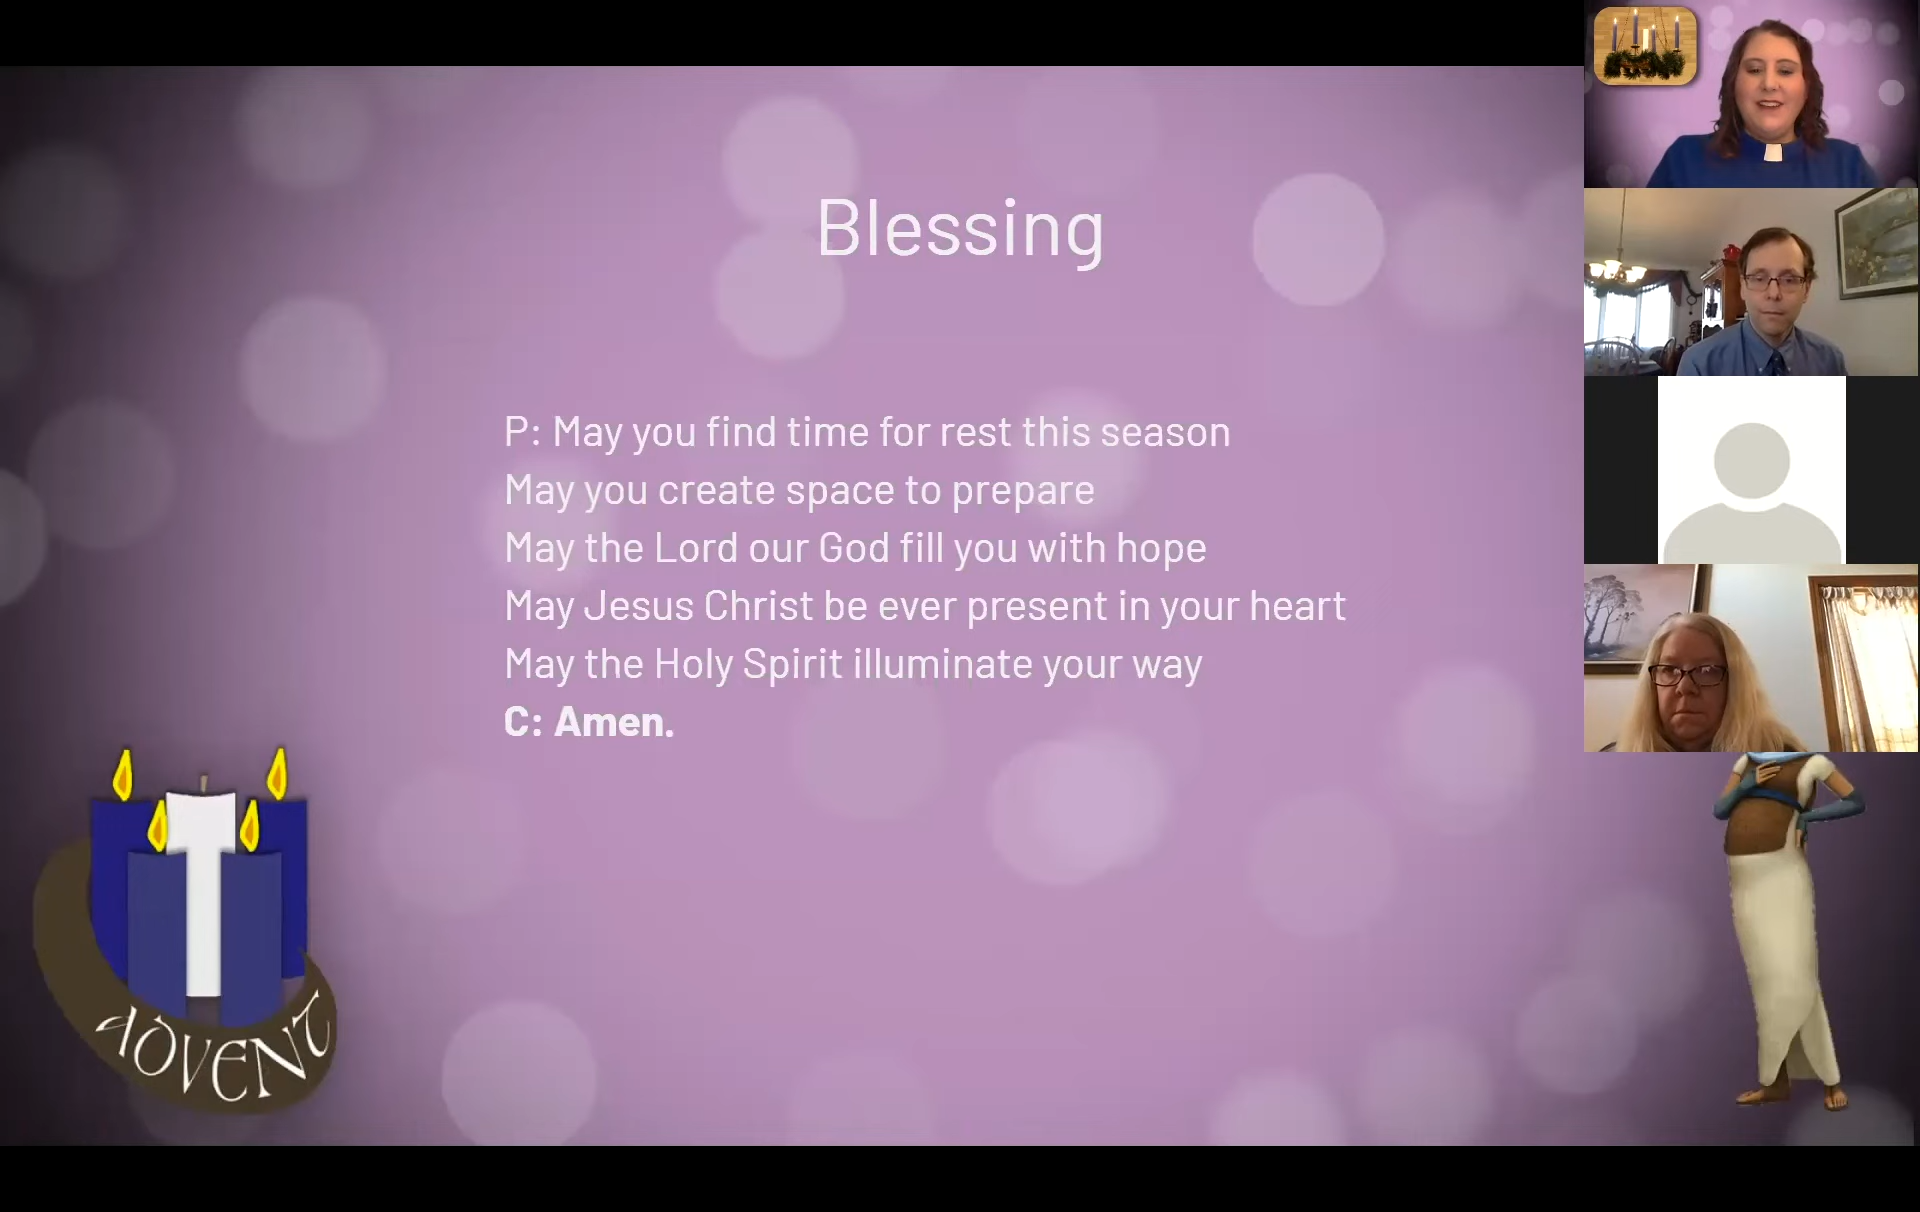 Blessing
P: May you find time for rest this season
May you create space to prepare
May the Lord our God fill you with hope
May Jesus Christ be ever present in your heart
May the Holy Spirit illuminate your way
C: Amen.
ADVENT